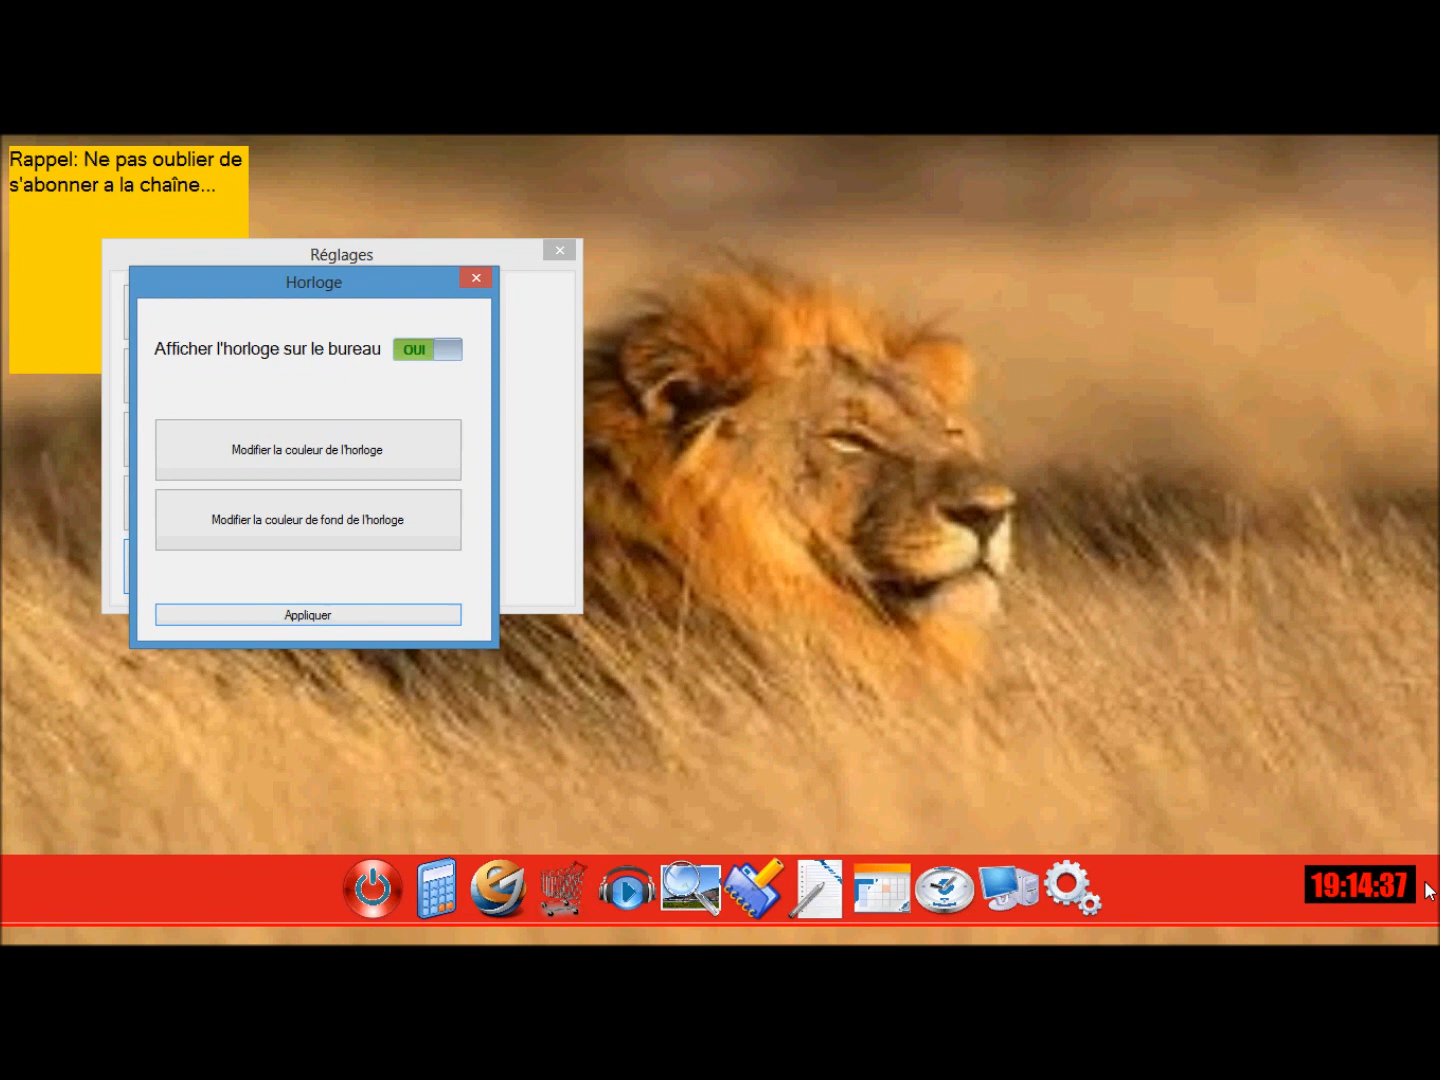 Rappel: Ne pas oublier de
s'abonner a la chaîne...
Réglages
Horloge
Afficher l'horloge sur le bureau
OUI
Modifier la couleur de l'horloge
Modifier la couleur de fond de l'horloge
Appliquer
19:14:37